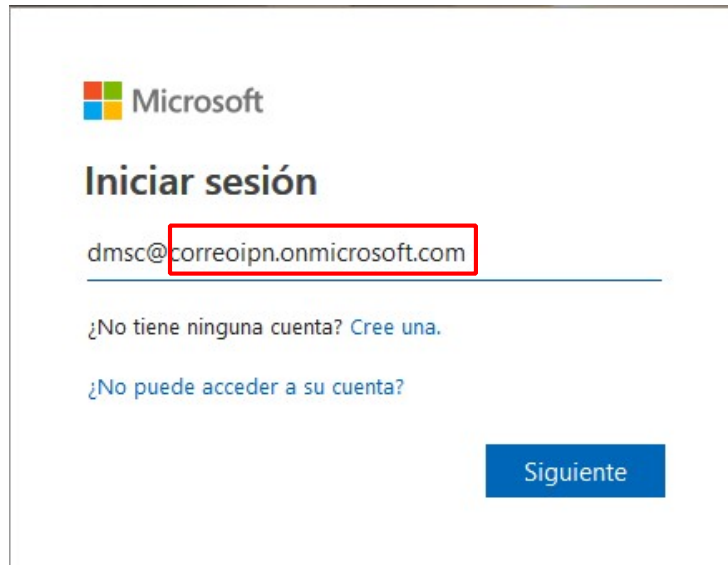 Microsoft
Iniciar sesión
dmsc@correoipn.onmicrosoft.com
¿No tiene ninguna cuenta? Cree una.
¿No puede acceder a su cuenta?
Siguiente